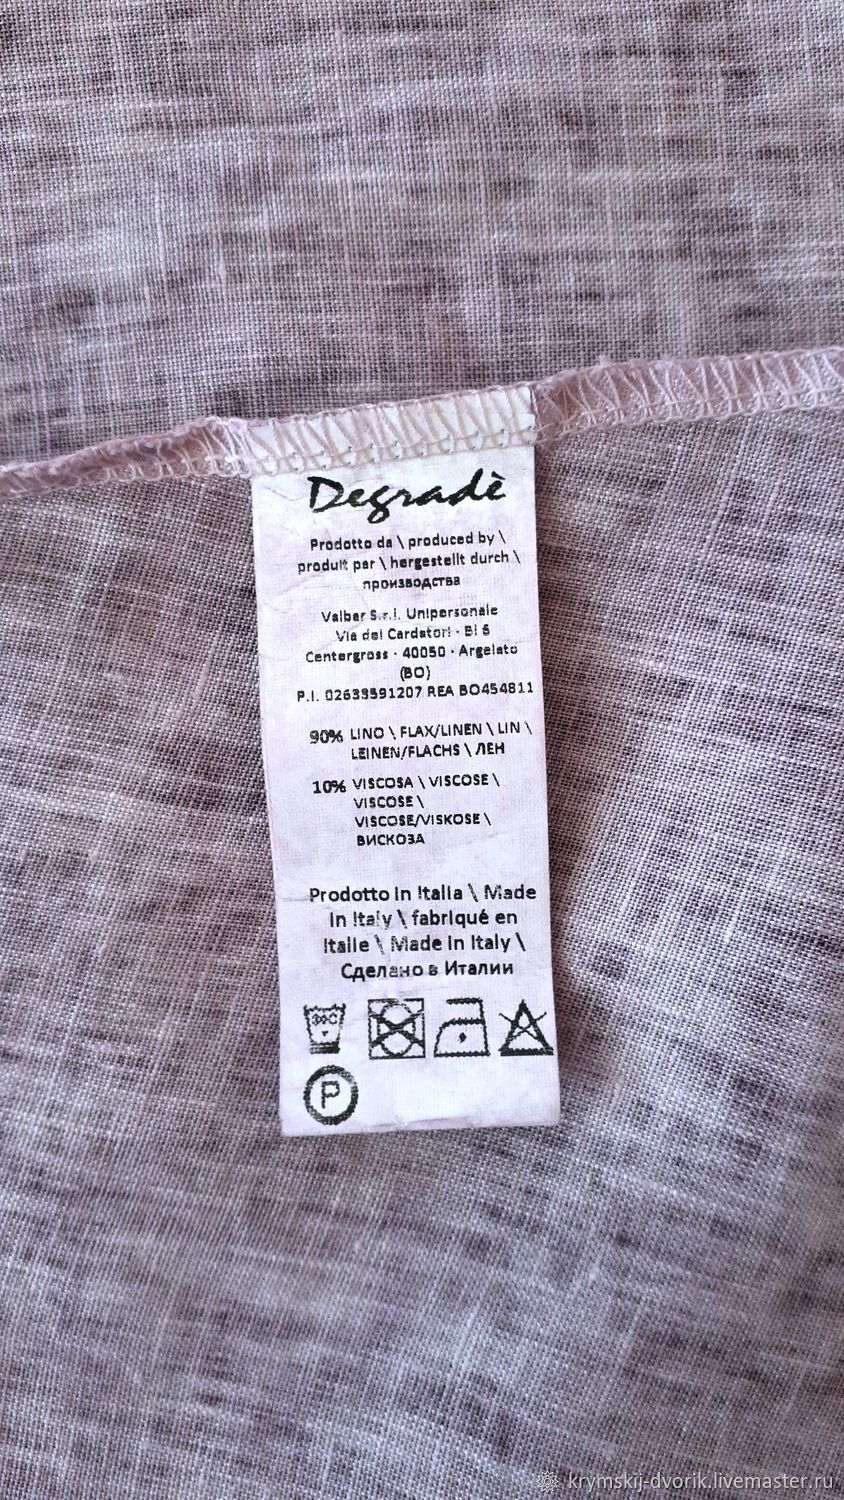 Degradè
Prodotto da \ produced by \
produit par \ hergestellt durch \
производства
Valbar S.r.l. Unipersonale
Via dei Cardatori - Bl 6
Centergross - 40050 - Argelato
(BO)
P.I. 02633591207 REA BO454811
90% LINO \ FLAX/LINEN \ LIN \
LEINEN/FLACHS \ ЛЕН
10% VISCOSA \ VISCOSE \
VISCOSE \
VISCOSE/VISKOSE \
ВИСКОЗА
Prodotto in Italia \ Made
in Italy \ fabriqué en
Italie \ Made in Italy \
Сделано в Италии
P
krymskij-dvorik.livemaster.ru